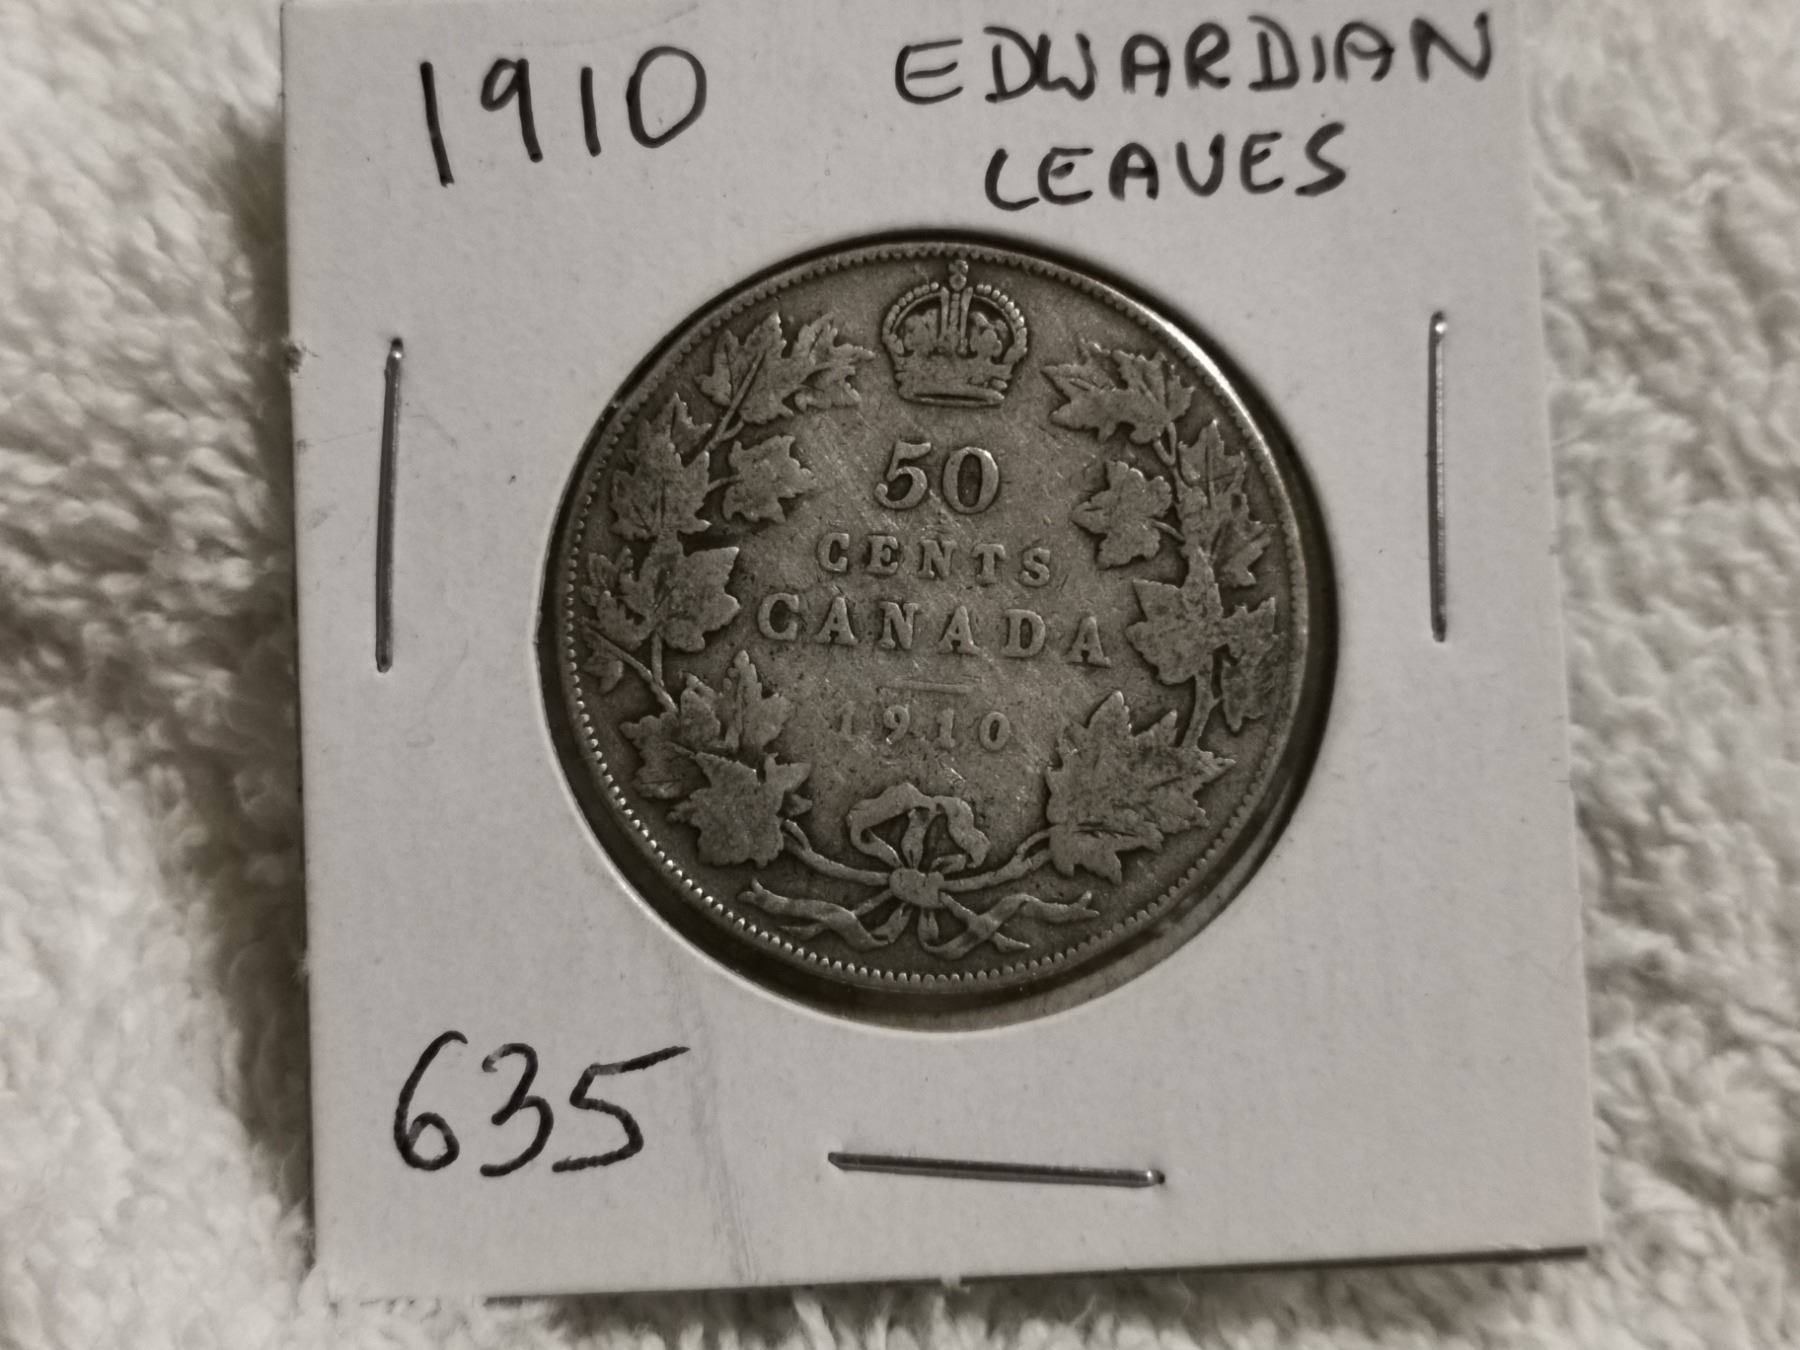 1910 EDWARDIAN
LEAVES
50
CENTS
CANADA
1910
635